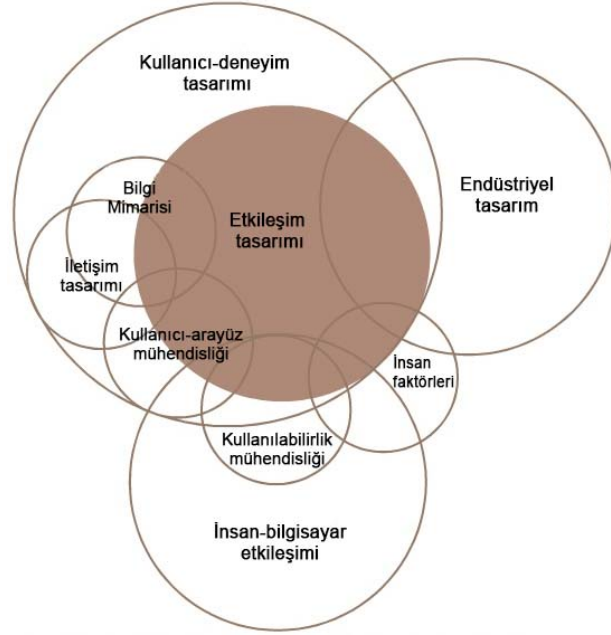 Kullanıcı-deneyim
tasarımı
Bilgi
Mimarisi
Etkileşim
tasarımı
Endüstriyel
tasarım
İletişim
tasarımı
Kullanıcı-arayüz
mühendisliği
İnsan
faktörleri
Kullanılabilirlik
mühendisliği
İnsan-bilgisayar
etkileşimi